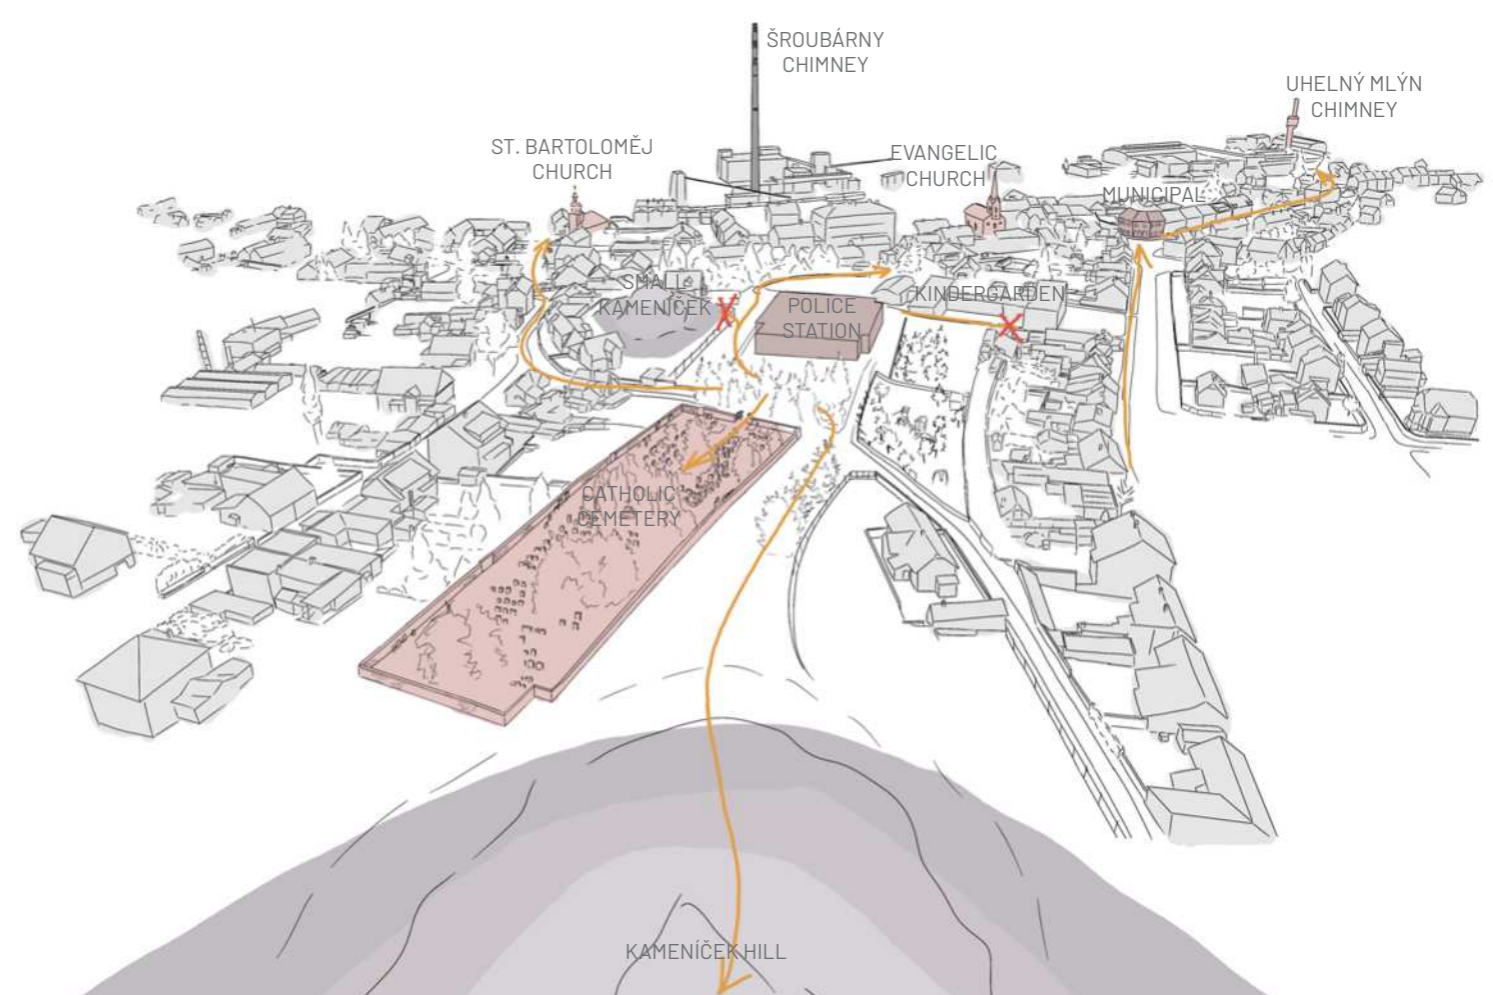 ŠROUBÁRNY
CHIMNEY
UHELNÝ MLÝN
CHIMNEY
ST. BARTOLOMĚJ
CHURCH
EVANGELIC
CHURCH
MUNICIPAL
SMALL
KAMENÍČEK
POLICE
STATION
KINDERGARDEN
CATHOLIC
CEMETERY
KAMENÍČEK HILL